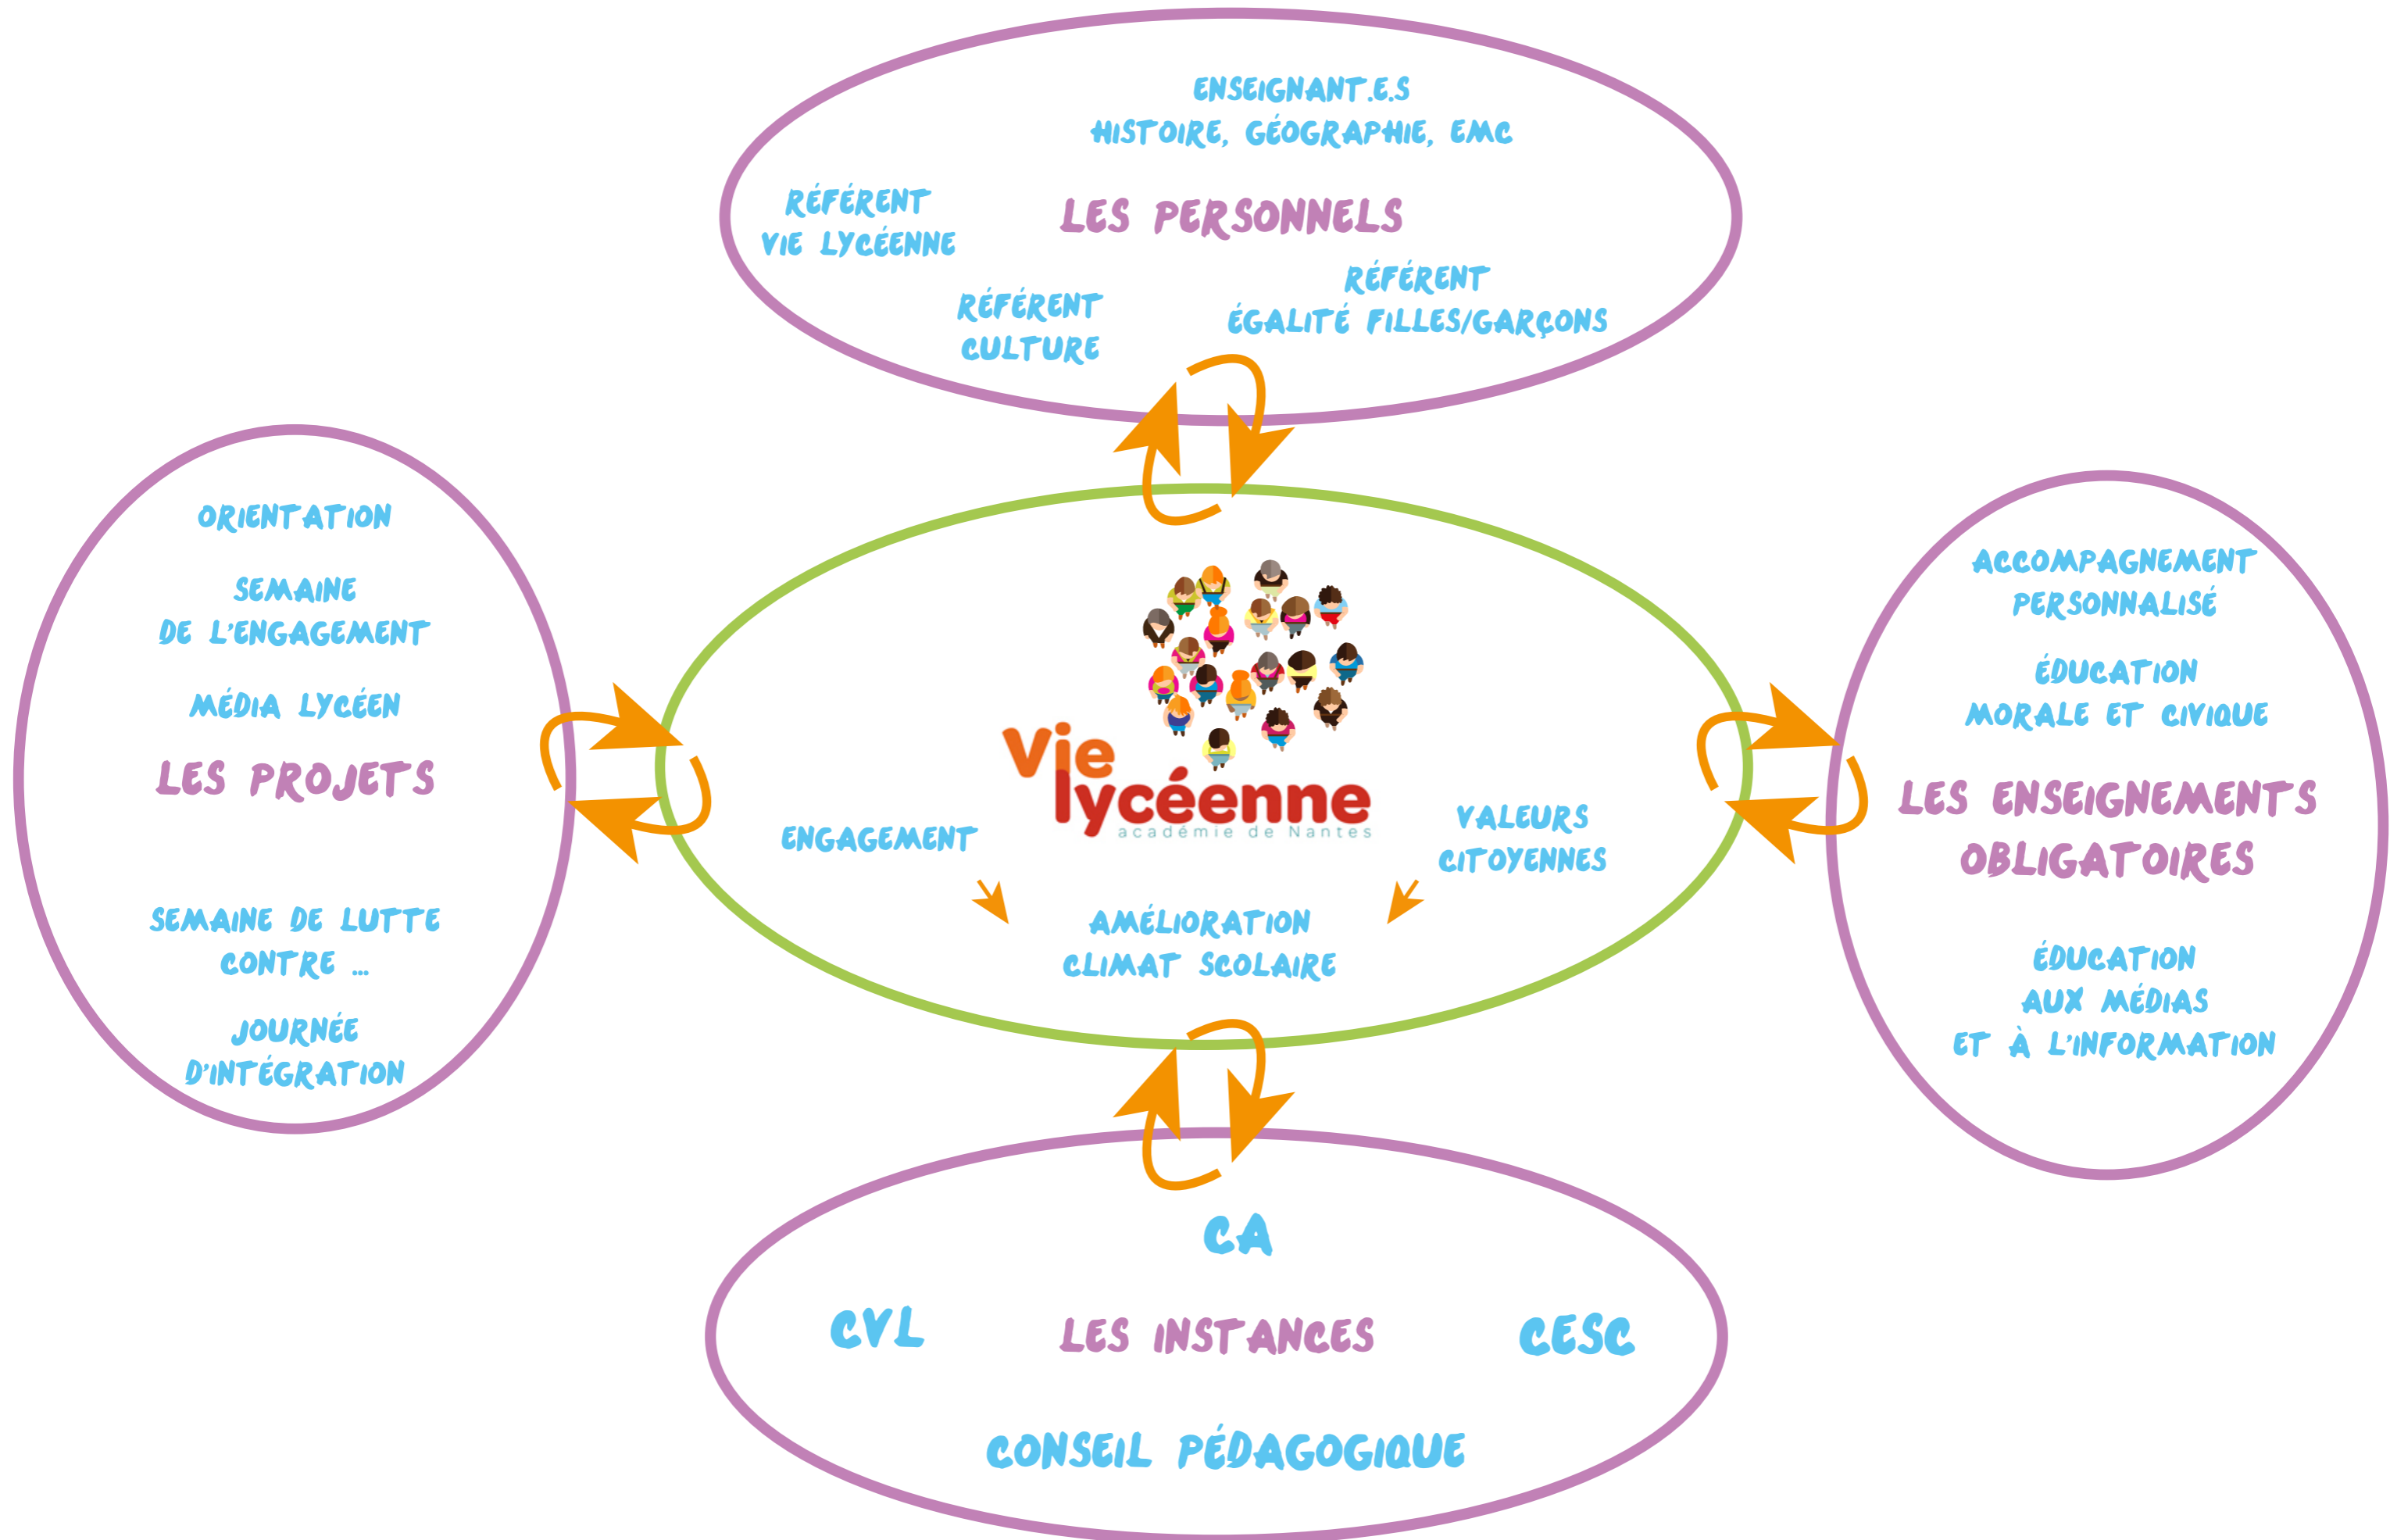 ENSEIGNANT.E.S
HISTOIRE, GÉOGRAPHIE, EMC
RÉFÉRENT
VIE LYCÉENNE
LES PERSONNELS
RÉFÉRENT
CULTURE
RÉFÉRENT
ÉGALITÉ FILLES/GARÇONS
ORIENTATION
SEMAINE
DE L'ENGAGEMENT
MÉDIA LYCÉEN
LES PROJETS
SEMAINE DE LUTTE
CONTRE ...
JOURNÉE
D'INTÉGRATION
Vie
lycéenne
académie de Nantes
ENGAGEMENT
VALEURS
CITOYENNES
AMÉLIORATION
CLIMAT SCOLAIRE
ACCOMPAGNEMENT
PERSONNALISÉ
ÉDUCATION
MORALE ET CIVIQUE
LES ENSEIGNEMENTS
OBLIGATOIRES
ÉDUCATION
AUX MÉDIAS
ET À L'INFORMATION
CA
CVL
LES INSTANCES
CESC
CONSEIL PÉDAGOGIQUE